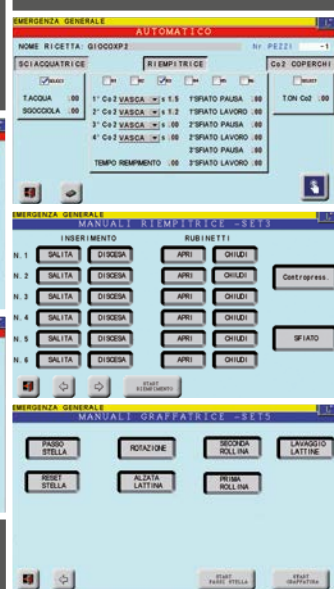 EMERGENZA GENERALE
AUTOMATICO
NOME RICETTA: GIOCOXP2 Nr PEZZI -1
SCIACQUATRICE RIEMPITRICE Co2 COPERCHI
T.ACQUA :00 1° Co2 VASCA s 1.5 1°SFIATO PAUSA :00 T.ON Co2 .00
SGOCCIOLA :00 2° Co2 VASCA s 1.2 1°SFIATO LAVORO :00
3° Co2 VASCA s :00 2°SFIATO PAUSA :00
4° Co2 VASCA s :00 2°SFIATO LAVORO :00
3°SFIATO PAUSA :00
TEMPO RIEMPIMENTO :00 3°SFIATO LAVORO :00
EMERGENZA GENERALE
MANUALI RIEMPITRICE -SET3
INSERIMENTO RUBINETTI
N. 1 SALITA DISCESA APRI CHIUDI
N. 2 SALITA DISCESA APRI CHIUDI Contropress.
N. 3 SALITA DISCESA APRI CHIUDI
N. 4 SALITA DISCESA APRI CHIUDI
N. 5 SALITA DISCESA APRI CHIUDI SFIATO
N. 6 SALITA DISCESA APRI CHIUDI
START RIEMPIMENTO
EMERGENZA GENERALE
MANUALI GRAFFATRICE -SET5
PASSO STELLA ROTAZIONE SECONDA ROLLINA LAVAGGIO LATTINE
RESET STELLA ALZATA LATTINA PRIMA ROLLINA
START PASSI STELLA START GRAFFATURA